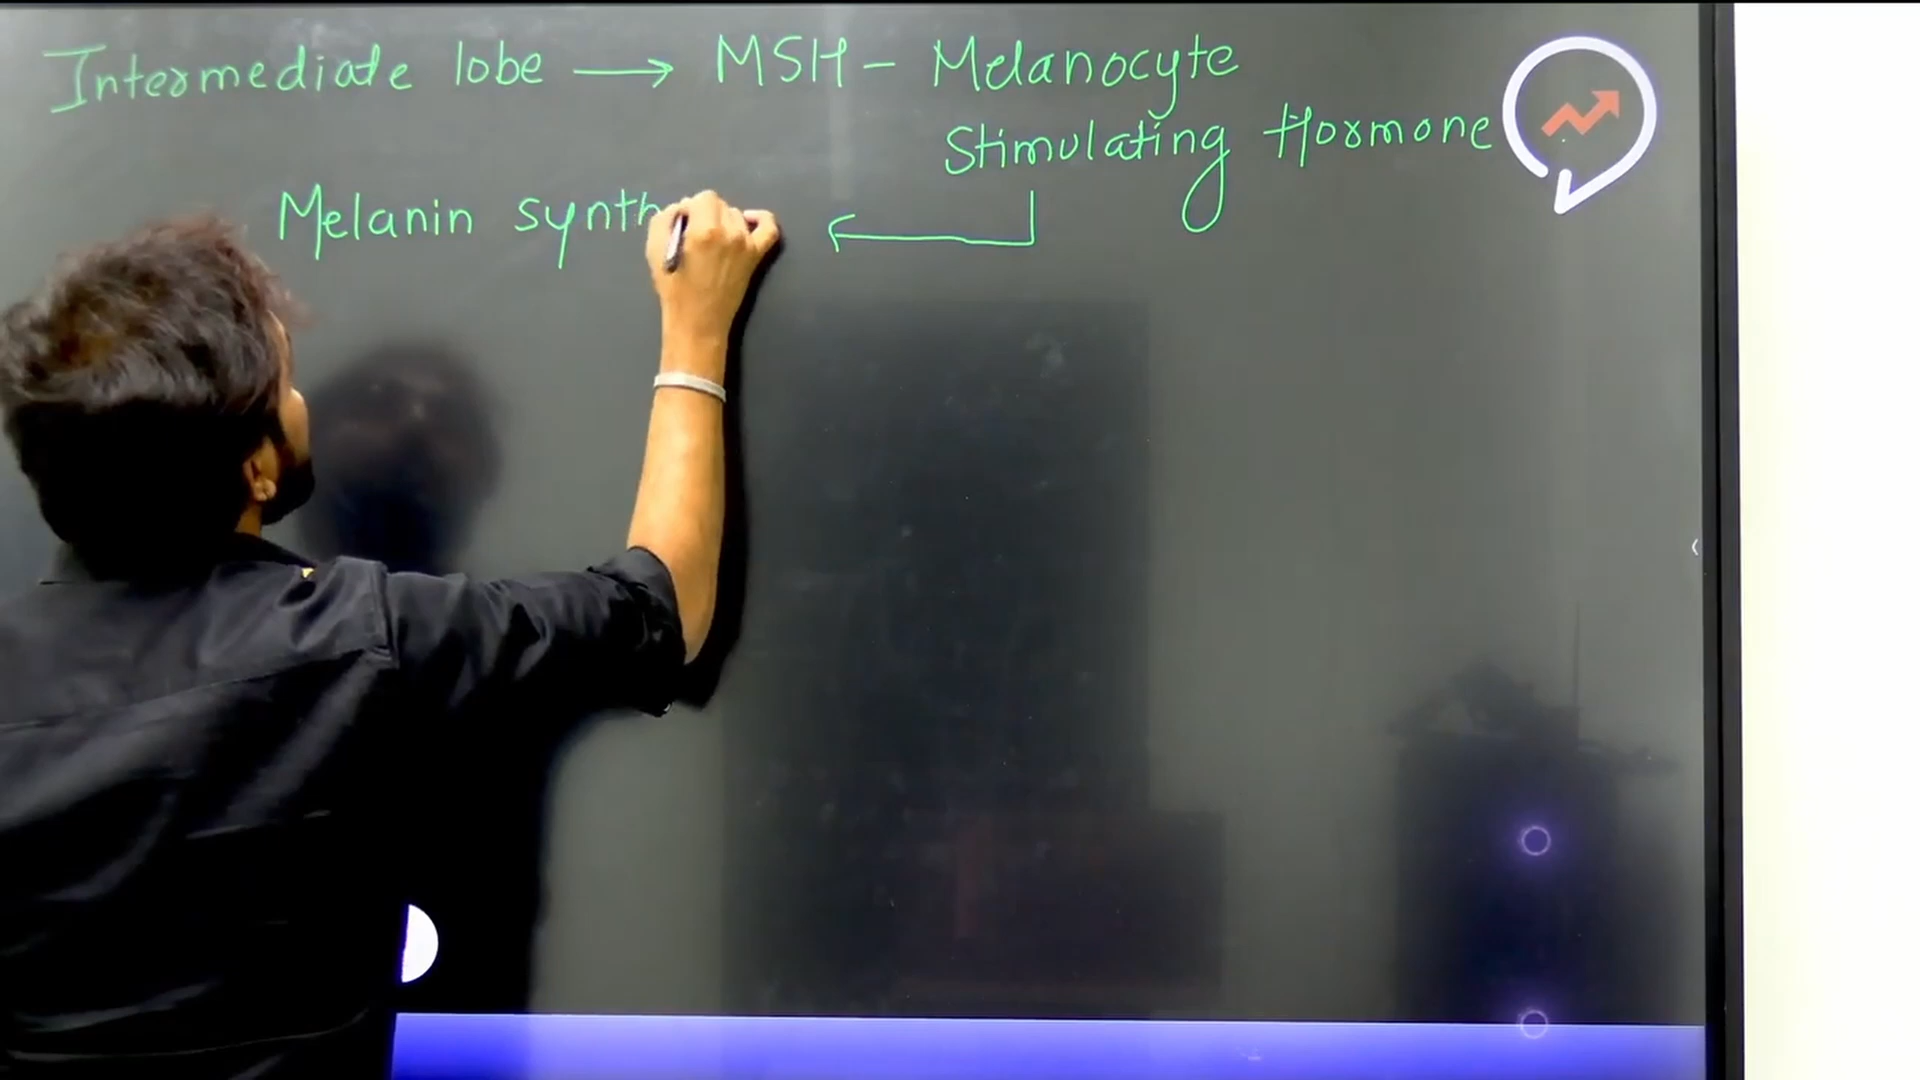 Intermediate lobe → MSH - Melanocyte
Stimulating Hormone
Melanin synth